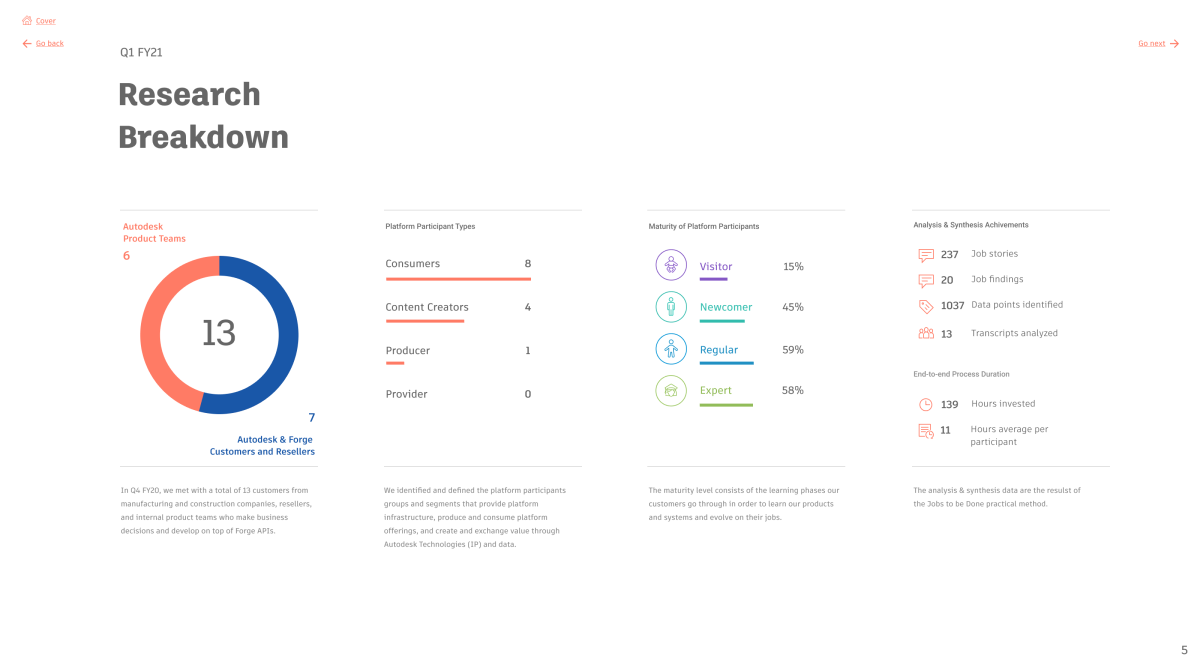 Cover
Go back
Go next
Q1 FY21
Research
Breakdown
Autodesk
Product Teams
6
13
7
Autodesk & Forge
Customers and Resellers
In Q4 FY20, we met with a total of 13 customers from
manufacturing and construction companies, resellers,
and internal product teams who make business
decisions and develop on top of Forge APIs.
Platform Participant Types
Consumers 8
Content Creators 4
Producer 1
Provider 0
We identified and defined the platform participants
groups and segments that provide platform
infrastructure, produce and consume platform
offerings, and create and exchange value through
Autodesk Technologies (IP) and data.
Maturity of Platform Participants
Visitor 15%
Newcomer 45%
Regular 59%
Expert 58%
The maturity level consists of the learning phases our
customers go through in order to learn our products
and systems and evolve on their jobs.
Analysis & Synthesis Achivements
237 Job stories
20 Job findings
1037 Data points identified
13 Transcripts analyzed
End-to-end Process Duration
139 Hours invested
11 Hours average per
participant
The analysis & synthesis data are the resulst of
the Jobs to be Done practical method.
5